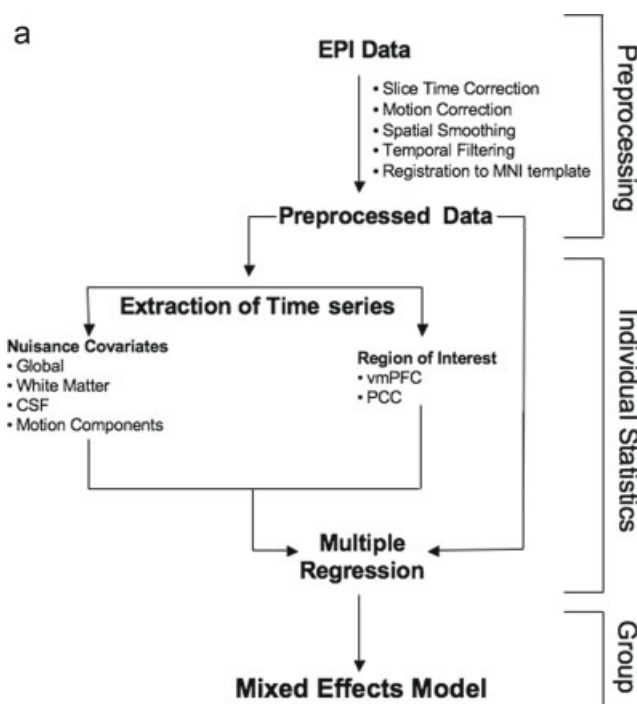 a
EPI Data
• Slice Time Correction
• Motion Correction
• Spatial Smoothing
• Temporal Filtering
• Registration to MNI template
Preprocessed Data
Extraction of Time series
Nuisance Covariates
• Global
• White Matter
• CSF
• Motion Components
Region of Interest
• vmPFC
• PCC
Multiple
Regression
Mixed Effects Model
Preprocessing
Individual Statistics
Group